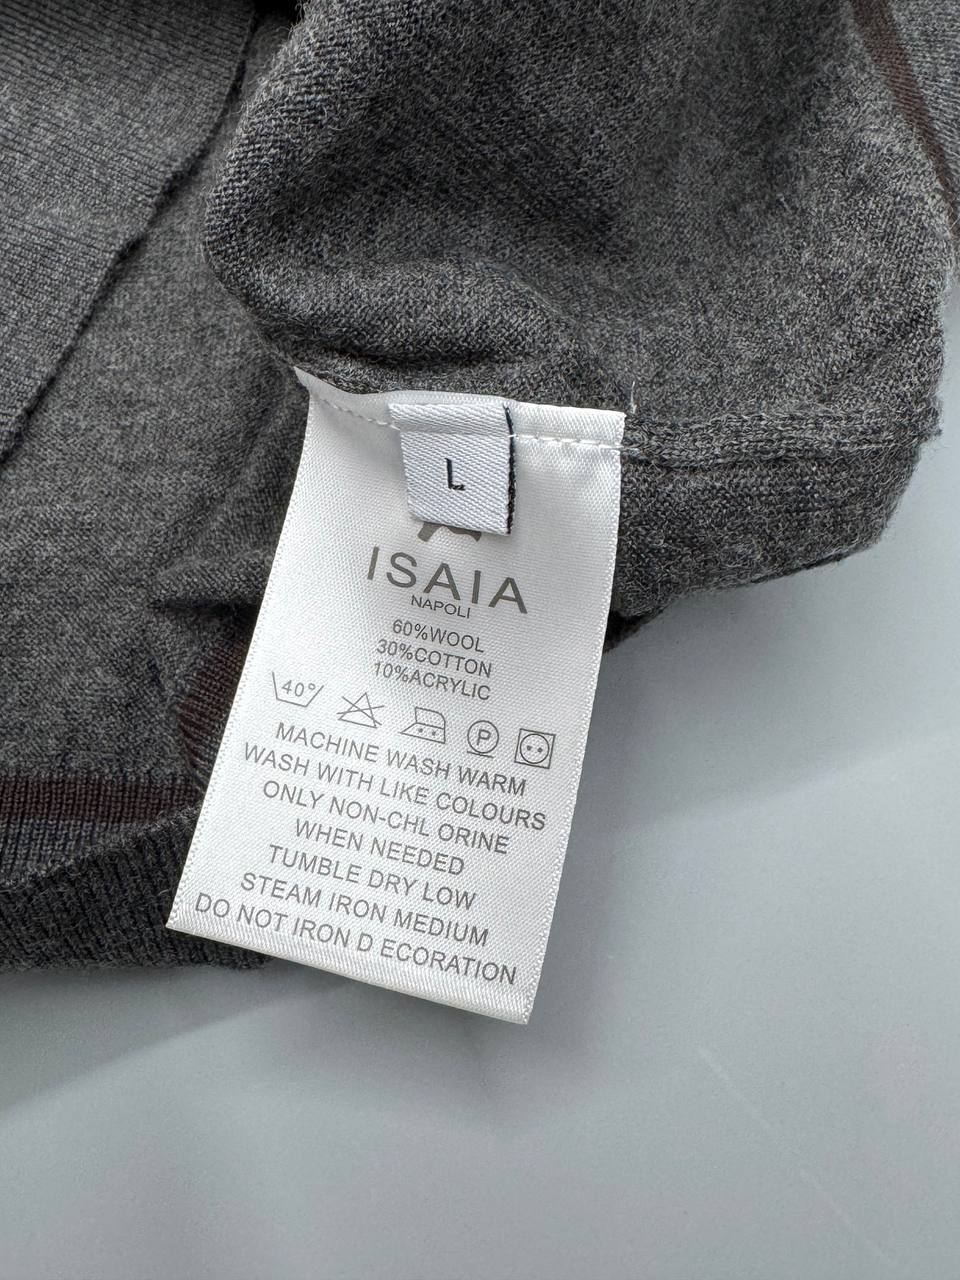 L
ISAIA
NAPOLI
60%WOOL
30%COTTON
10%ACRYLIC
40° P
MACHINE WASH WARM
WASH WITH LIKE COLOURS
ONLY NON-CHL ORINE
WHEN NEEDED
TUMBLE DRY LOW
STEAM IRON MEDIUM
DO NOT IRON D ECORATION